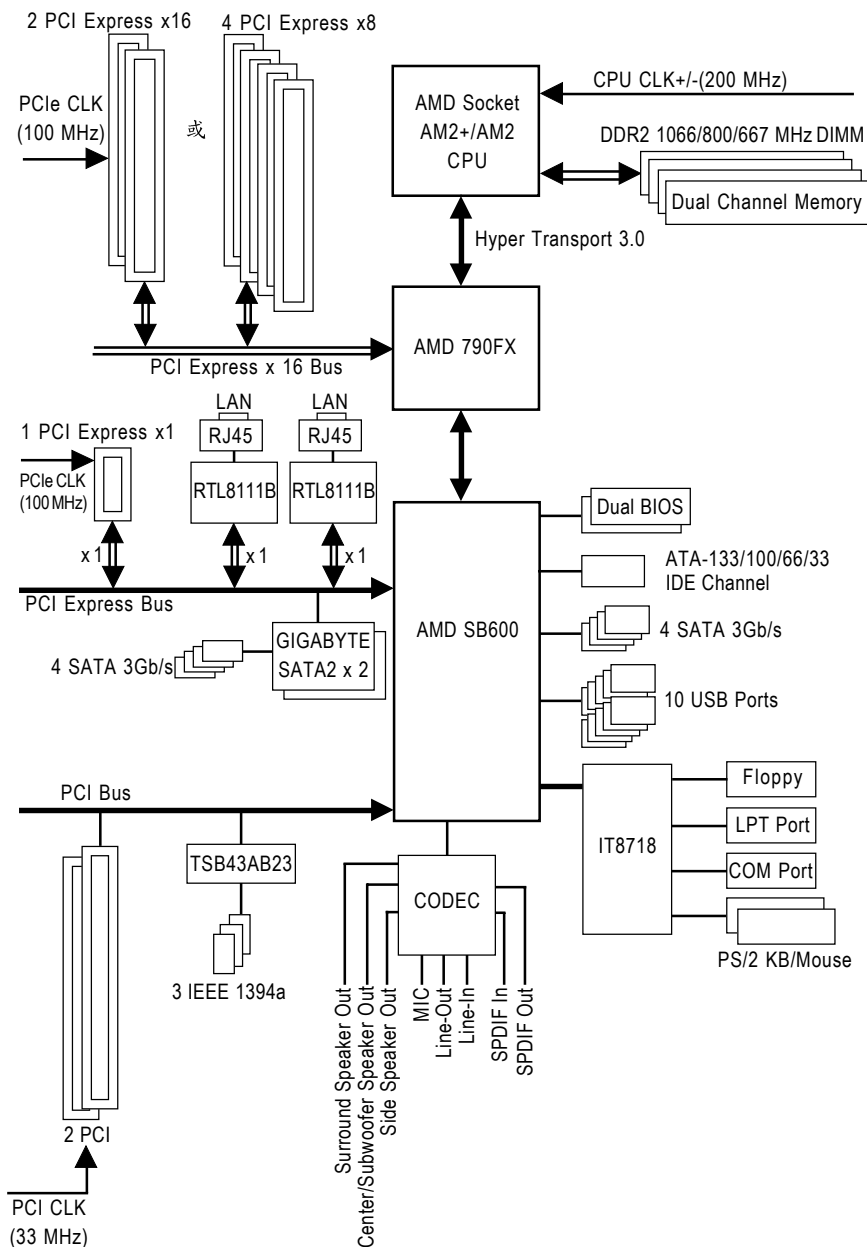 2 PCI Express x16
4 PCI Express x8
PCIe CLK
(100 MHz)
或
AMD Socket
AM2+/AM2
CPU
CPU CLK+/-(200 MHz)
DDR2 1066/800/667 MHz DIMM
Dual Channel Memory
Hyper Transport 3.0
AMD 790FX
PCI Express x 16 Bus
1 PCI Express x1
PCIe CLK
(100 MHz)
LAN
RJ45
RTL8111B
LAN
RJ45
RTL8111B
x 1
x 1
x 1
PCI Express Bus
4 SATA 3Gb/s
GIGABYTE
SATA2 x 2
AMD SB600
Dual BIOS
ATA-133/100/66/33
IDE Channel
4 SATA 3Gb/s
10 USB Ports
PCI Bus
TSB43AB23
3 IEEE 1394a
CODEC
IT8718
Floppy
LPT Port
COM Port
PS/2 KB/Mouse
Surround Speaker Out
Center/Subwoofer Speaker Out
Side Speaker Out
MIC
Line-Out
Line-In
SPDIF In
SPDIF Out
2 PCI
PCI CLK
(33 MHz)